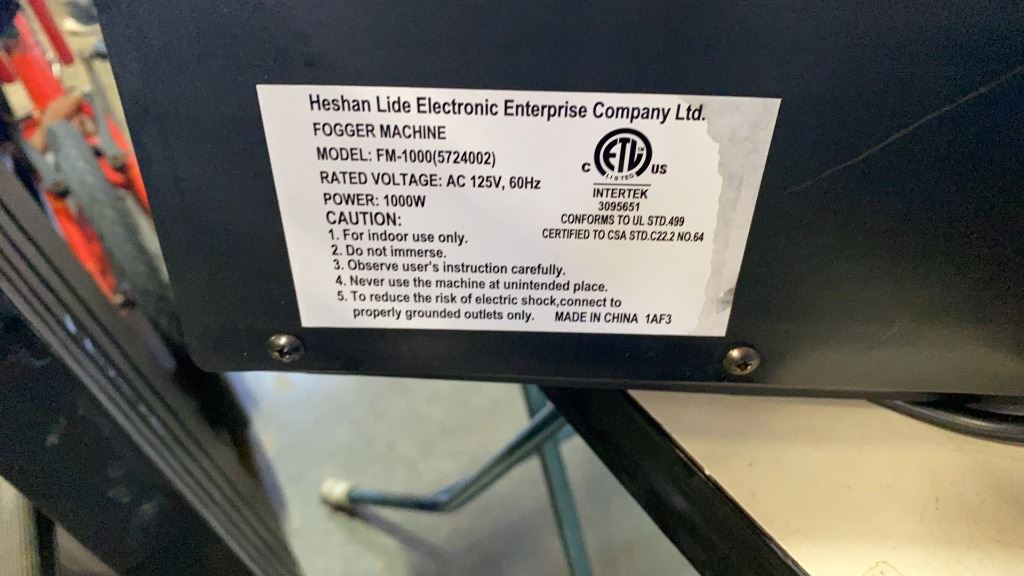 Heshan Lide Electronic Enterprise Company Ltd.
FOGGER MACHINE
MODEL: FM-1000(5724002)
RATED VOLTAGE: AC 125V, 60Hz
POWER: 1000W
CAUTION:
1. For indoor use only.
2. Do not immerse.
3. Observe user's instruction carefully.
4. Never use the machine at unintended place.
5. To reduce the risk of electric shock,connect to
properly grounded outlets only.
MADE IN CHINA 1AF3
ETL
C US
LISTED
INTERTEK
3095651
CONFORMS TO UL STD.499
CERTIFIED TO CSA STD.C22.2 NO.64